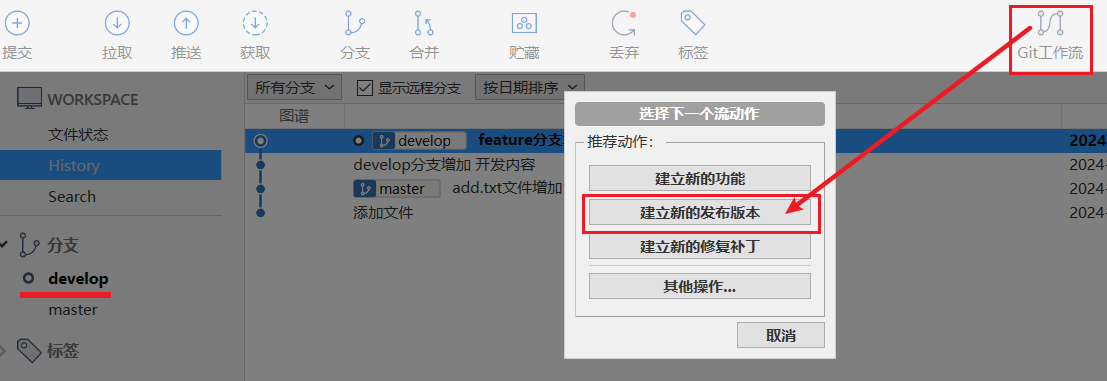 提交
拉取
推送
获取
分支
合并
贮藏
丢弃
标签
Git工作流
WORKSPACE
文件状态
History
Search
分支
develop
master
标签
所有分支
显示远程分支
按日期排序
图谱
develop feature分支
2024-
develop分支增加 开发内容
2024-
master add.txt文件增加
2024-
添加文件
2024-
选择下一个流动作
推荐动作:
建立新的功能
建立新的发布版本
建立新的修复补丁
其他操作...
取消